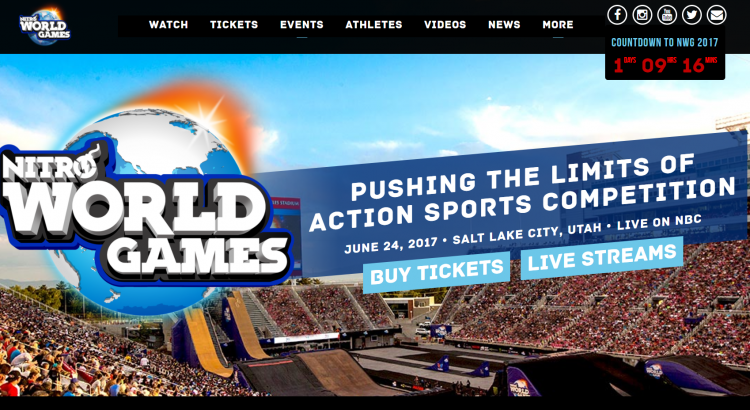 NITRO WORLD GAMES
WATCH TICKETS EVENTS ATHLETES VIDEOS NEWS MORE
COUNTDOWN TO NWG 2017
1 DAYS 09 HRS 16 MINS
NITRO
WORLD
GAMES
PUSHING THE LIMITS OF
ACTION SPORTS COMPETITION
JUNE 24, 2017 • SALT LAKE CITY, UTAH • LIVE ON NBC
BUY TICKETS LIVE STREAMS